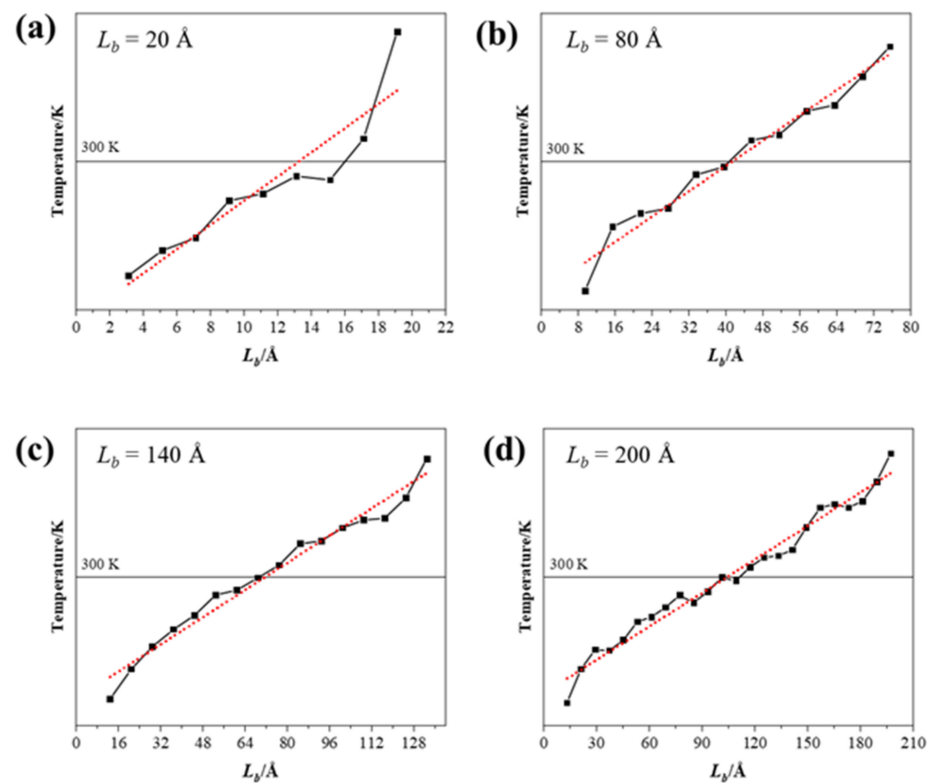 (a)
L_b = 20 Å
Temperature/K
300 K
0 2 4 6 8 10 12 14 16 18 20 22
L_b/Å
(b)
L_b = 80 Å
Temperature/K
300 K
0 8 16 24 32 40 48 56 64 72 80
L_b/Å
(c)
L_b = 140 Å
Temperature/K
300 K
0 16 32 48 64 80 96 112 128
L_b/Å
(d)
L_b = 200 Å
Temperature/K
300 K
0 30 60 90 120 150 180 210
L_b/Å